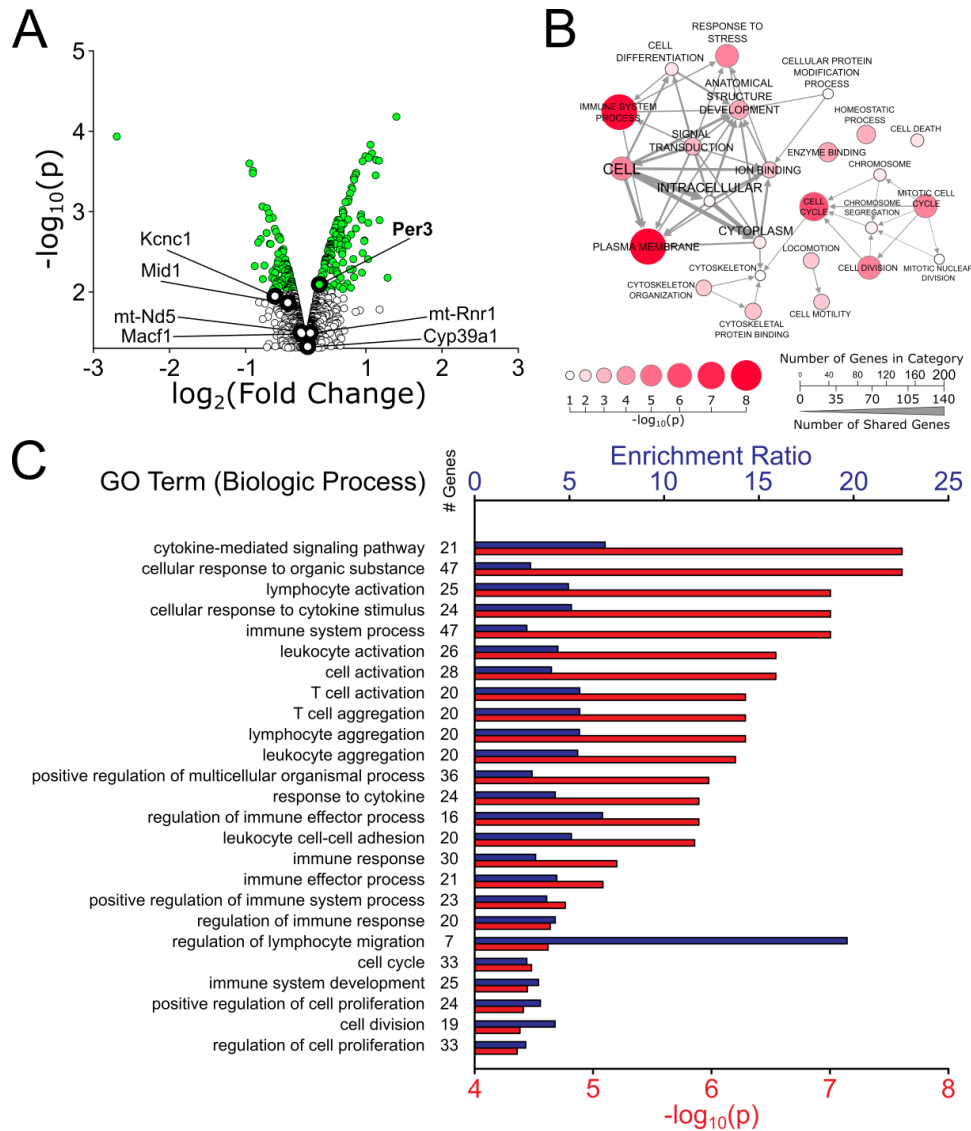 A
5
4
3
2
-log10(p)
Per3
Kcnc1
Mid1
mt-Nd5
Macf1
mt-Rnr1
Cyp39a1
-3
-2
-1
0
1
2
3
log2(Fold Change)
B
RESPONSE TO
STRESS
CELL
DIFFERENTIATION
CELLULAR PROTEIN
MODIFICATION
PROCESS
ANATOMICAL
STRUCTURE
DEVELOPMENT
IMMUNE SYSTEM
PROCESS
HOMEOSTATIC
PROCESS
CELL DEATH
SIGNAL
TRANSDUCTION
ENZYME BINDING
CELL
ION BINDING
CHROMOSOME
INTRACELLULAR
CELL
CYCLE
MITOTIC CELL
CYCLE
CHROMOSOME
SEGREGATION
CYTOPLASM
PLASMA MEMBRANE
LOCOMOTION
CYTOSKELETON
CELL DIVISION
MITOTIC NUCLEAR
DIVISION
CYTOSKELETON
ORGANIZATION
CELL MOTILITY
CYTOSKELETAL
PROTEIN BINDING
1 2 3 4 5 6 7 8
-log10(p)
Number of Genes in Category
0 40 80 120 160 200
0 35 70 105 140
Number of Shared Genes
C
GO Term (Biologic Process)
# Genes
Enrichment Ratio
0 5 10 15 20 25
cytokine-mediated signaling pathway 21
cellular response to organic substance 47
lymphocyte activation 25
cellular response to cytokine stimulus 24
immune system process 47
leukocyte activation 26
cell activation 28
T cell activation 20
T cell aggregation 20
lymphocyte aggregation 20
leukocyte aggregation 20
positive regulation of multicellular organismal process 36
response to cytokine 24
regulation of immune effector process 16
leukocyte cell-cell adhesion 20
immune response 30
immune effector process 21
positive regulation of immune system process 23
regulation of immune response 20
regulation of lymphocyte migration 7
cell cycle 33
immune system development 25
positive regulation of cell proliferation 24
cell division 19
regulation of cell proliferation 33
4 5 6 7 8
-log10(p)